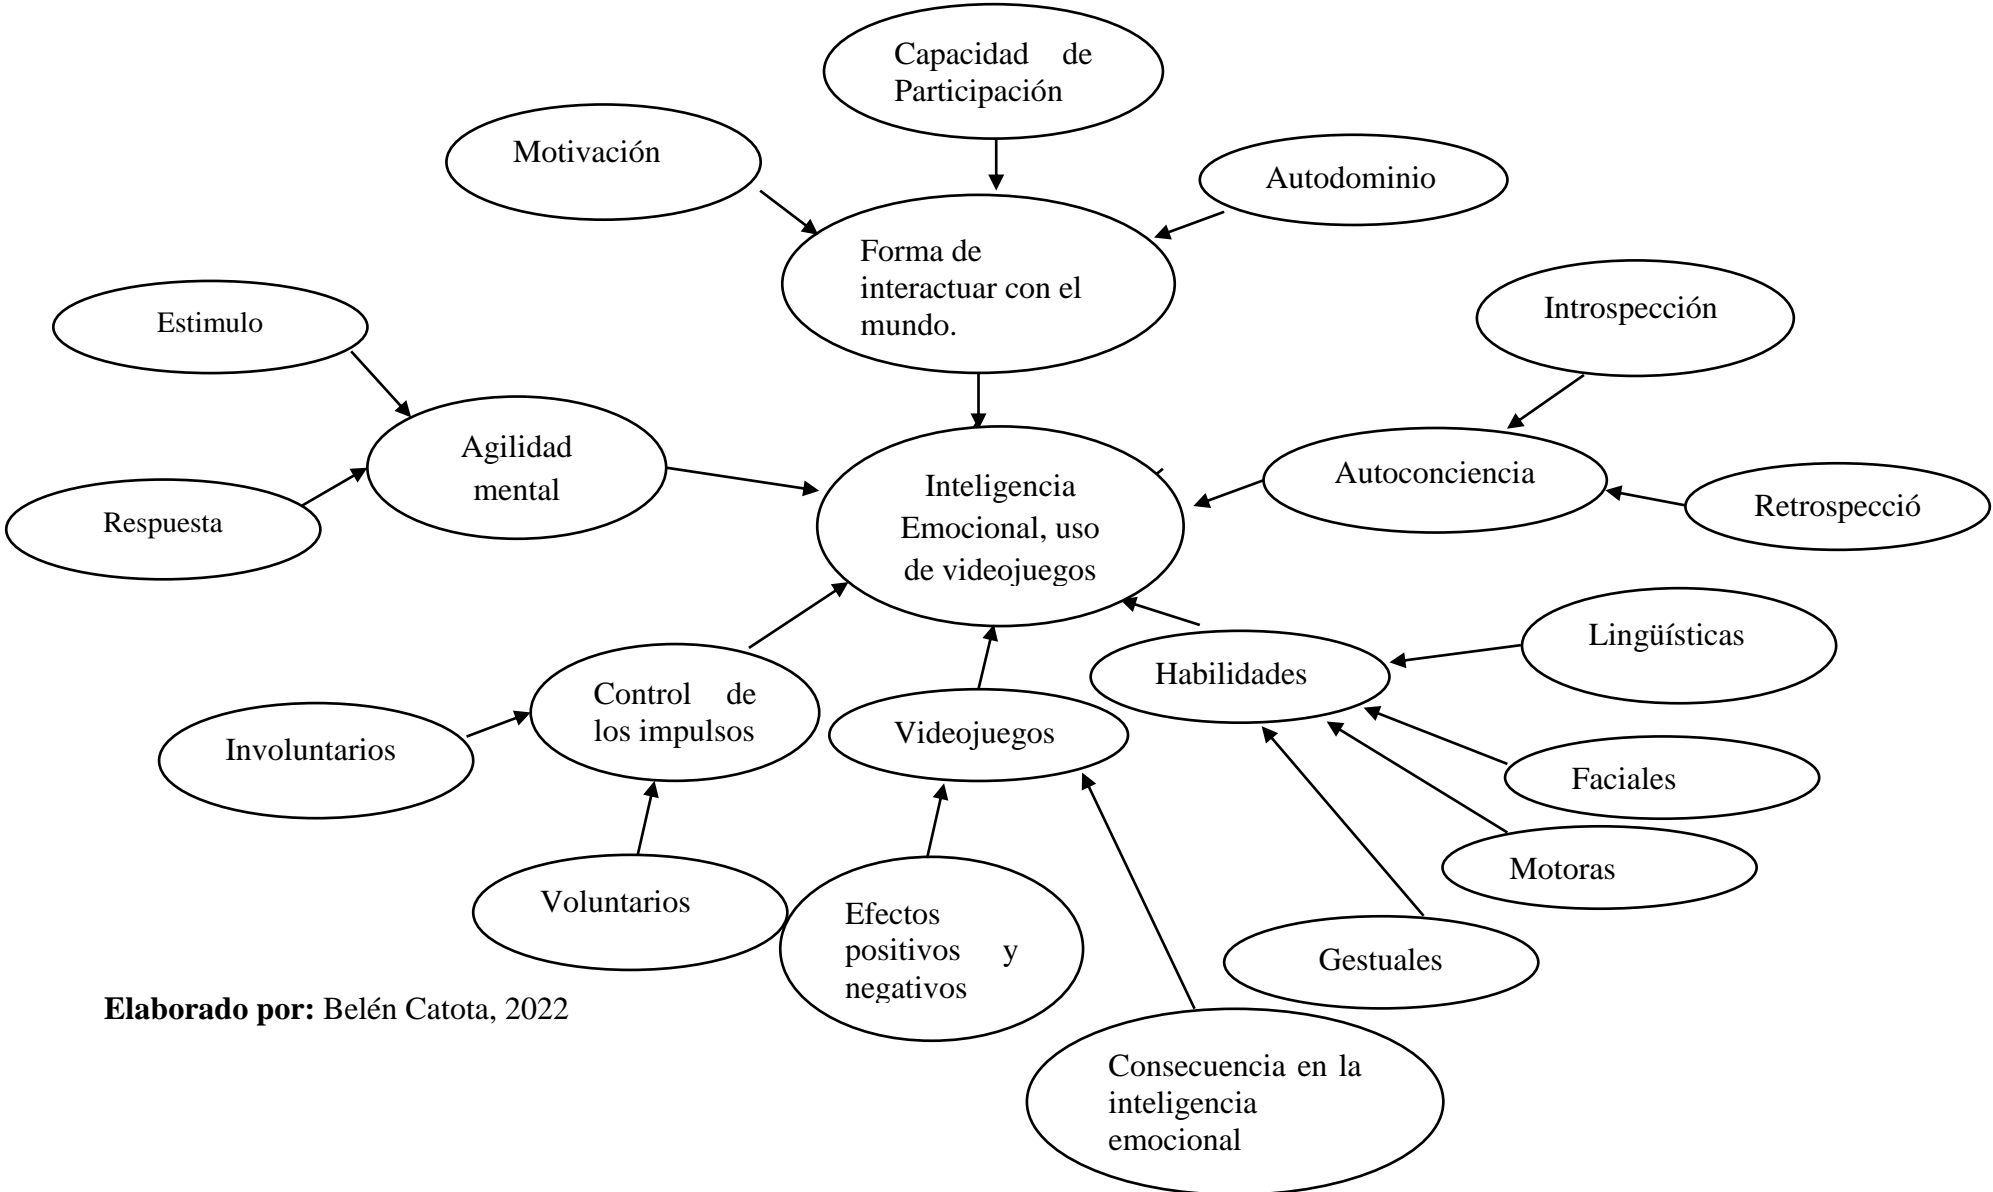 Capacidad de
Participación
Motivación
Autodominio
Forma de
interactuar con el
mundo.
Introspección
Estimulo
Agilidad
mental
Autoconciencia
Retrospecció
Respuesta
Inteligencia
Emocional, uso
de videojuegos
Lingüísticas
Habilidades
Control de
los impulsos
Videojuegos
Involuntarios
Faciales
Motoras
Voluntarios
Efectos
positivos y
negativos
Gestuales
Elaborado por: Belén Catota, 2022
Consecuencia en la
inteligencia
emocional